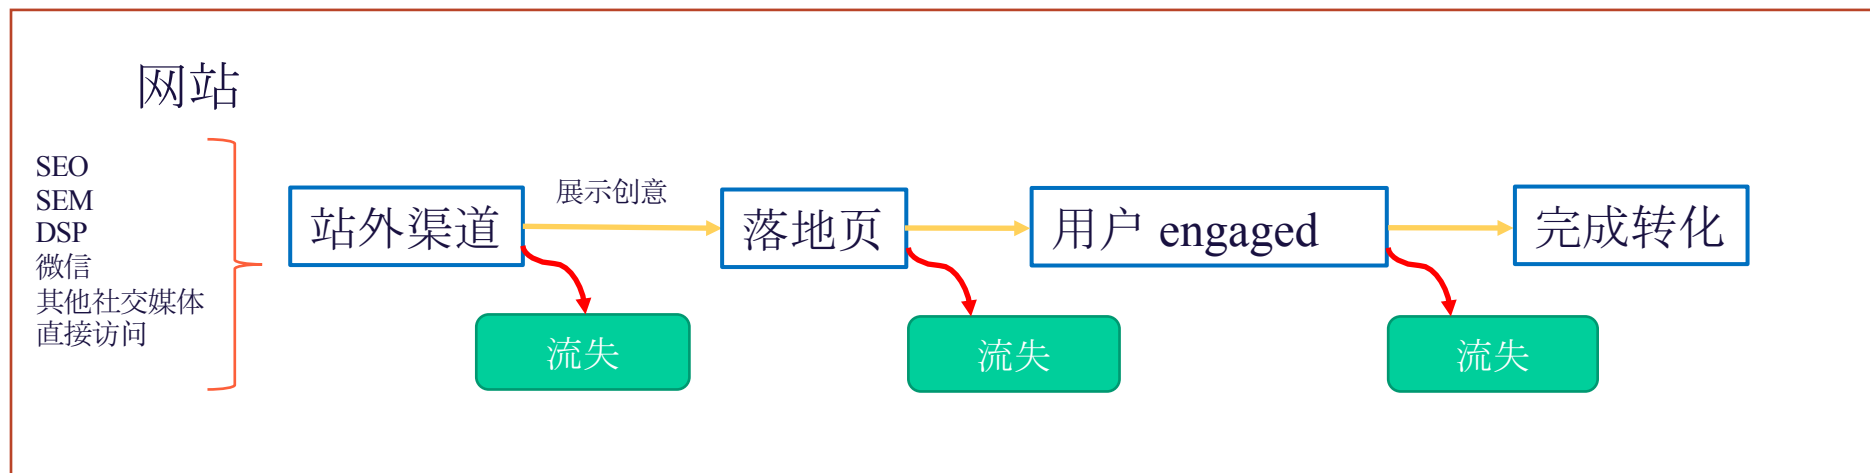 网站
SEO
SEM
DSP
微信
其他社交媒体
直接访问
站外渠道
展示创意
落地页
用户 engaged
完成转化
流失
流失
流失